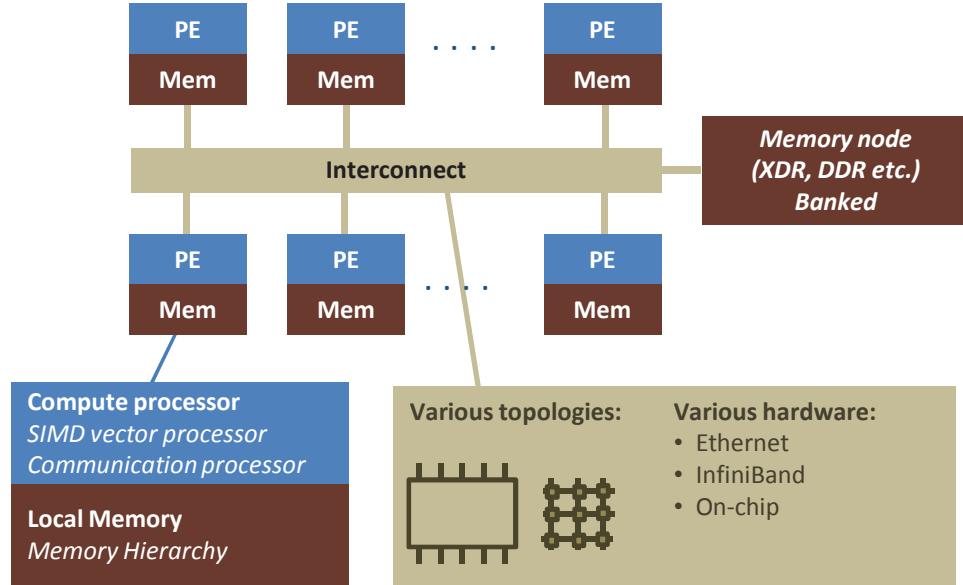 PE
PE
. . . .
PE
Mem
Mem
Mem
Interconnect
Memory node
(XDR, DDR etc.)
Banked
PE
PE
PE
Mem
Mem
. . . .
Mem
Compute processor
SIMD vector processor
Communication processor
Local Memory
Memory Hierarchy
Various topologies:
Various hardware:
• Ethernet
• InfiniBand
• On-chip